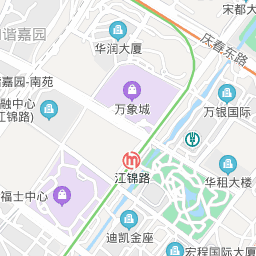 宋都大
谐嘉园
华润大厦
庆春东路
嘉园-南苑
融中心
江锦路)
万象城
万银国际
江锦路
华租大楼
福士中心
迪凯金座
宏程国际大厦